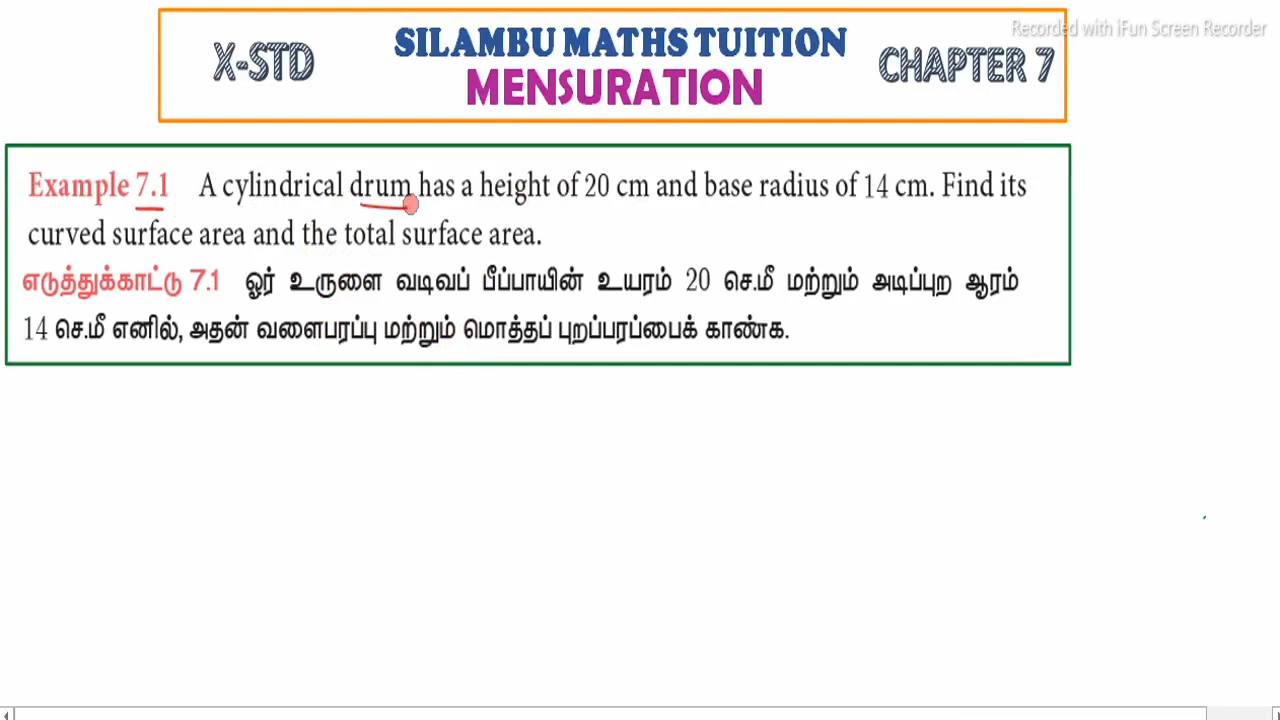 Recorded with iFun Screen Recorder
X-STD
SILAMBU MATHS TUITION
MENSURATION
CHAPTER 7
Example 7.1 A cylindrical drum has a height of 20 cm and base radius of 14 cm. Find its
curved surface area and the total surface area.
எடுத்துக்காட்டு 7.1 ஓர் உருளை வடிவப் பீப்பாயின் உயரம் 20 செ.மீ மற்றும் அடிப்புற ஆரம்
14 செ.மீ எனில், அதன் வளைபரப்பு மற்றும் மொத்தப் புறப்பரப்பைக் காண்க.